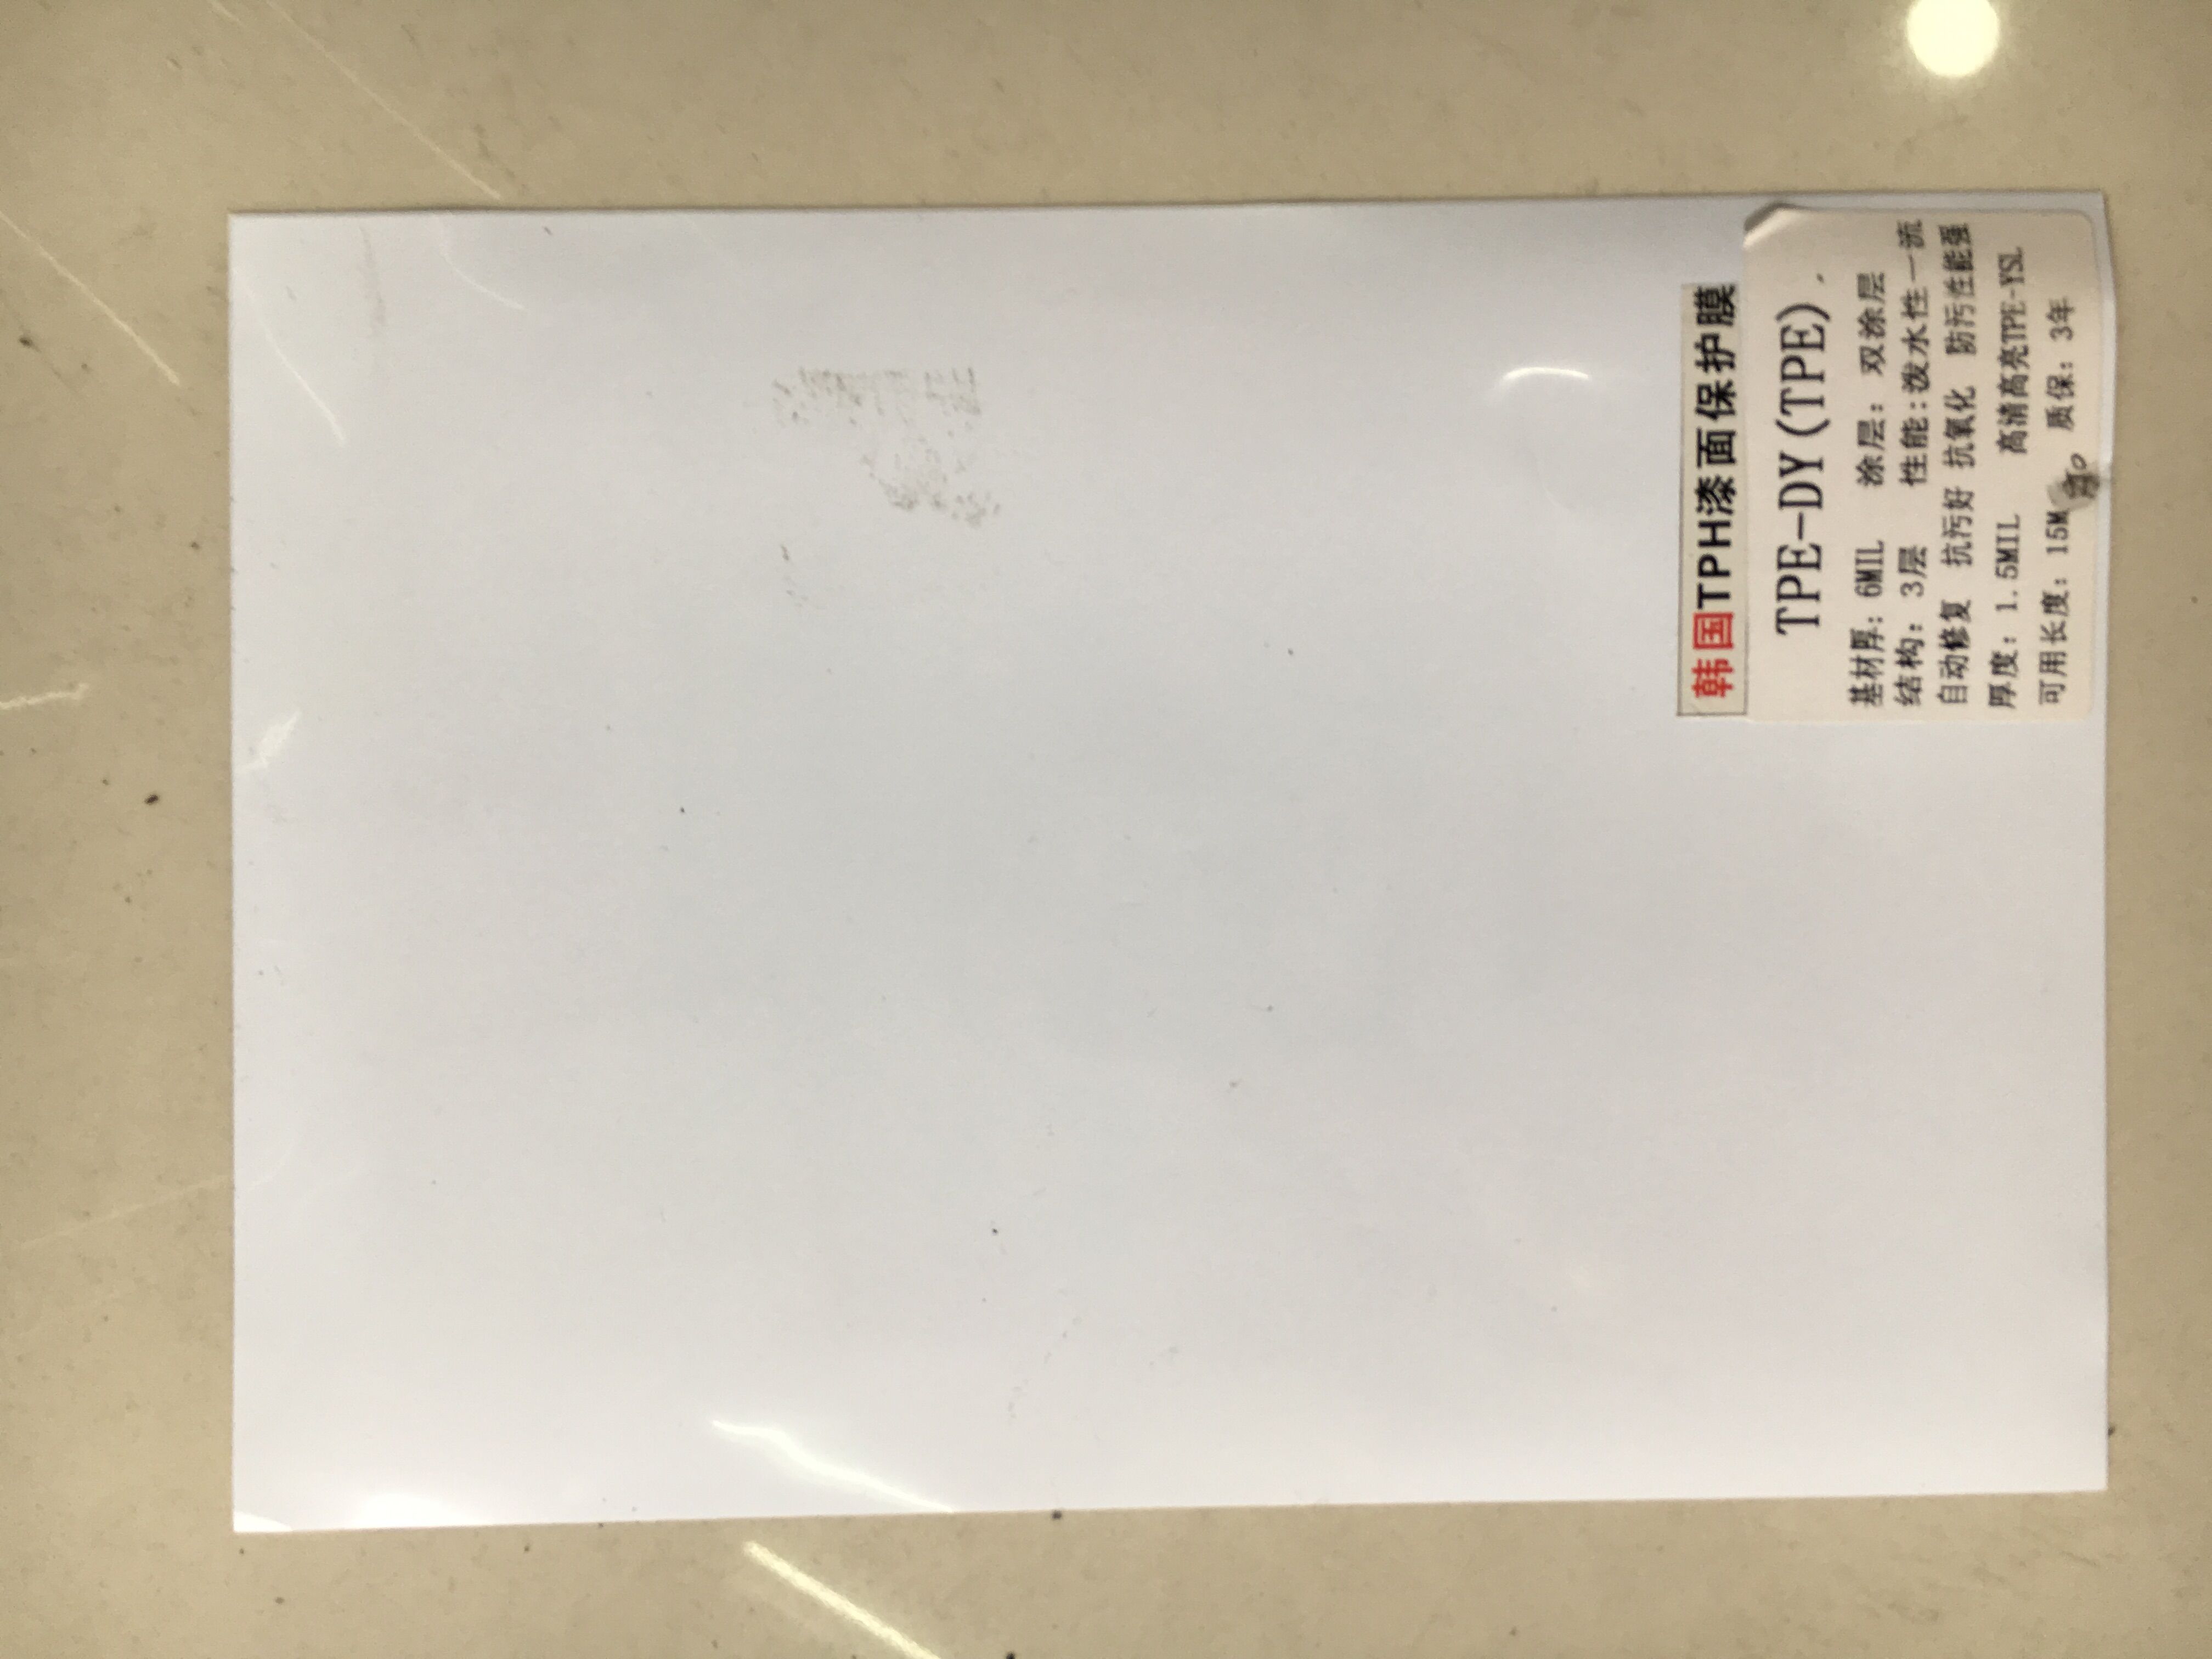 韩国TPH漆面保护膜
TPE-DY(TPE)
基材厚: 6MIL 涂层: 双涂层
结构: 3层 性能:泼水性一流
自动修复 抗污好 抗氧化 防污性能强
厚度: 1.5MIL 高清高亮TPE-YSL
可用长度: 15M 质保: 3年